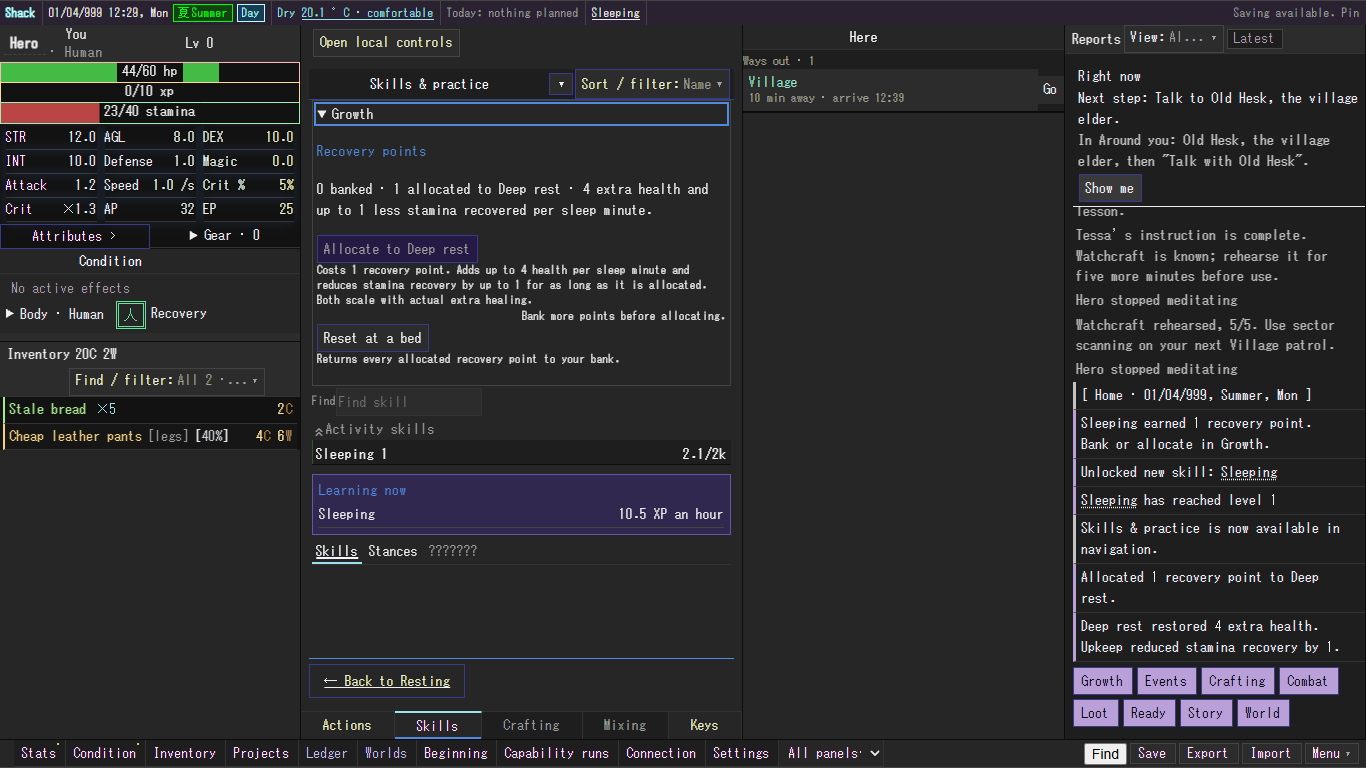 Shack 01/04/999 12:29, Mon 夏Summer Day Dry 20.1 ° C · comfortable Today: nothing planned Sleeping Saving available. Pin
Hero · You Human Lv 0
44/60 hp
0/10 xp
23/40 stamina
STR 12.0 AGL 8.0 DEX 10.0
INT 10.0 Defense 1.0 Magic 0.0
Attack 1.2 Speed 1.0 /s Crit % 5%
Crit ×1.3 AP 32 EP 25
Attributes > ▶ Gear · 0
Condition
No active effects
▶ Body · Human 人 Recovery
Inventory 20C 2W
Find / filter: All 2 ·... ▾
Stale bread ×5 2C
Cheap leather pants [legs] [40%] 4C 6W
Open local controls
Skills & practice ▾ Sort / filter: Name ▾
▼ Growth
Recovery points
0 banked · 1 allocated to Deep rest · 4 extra health and
up to 1 less stamina recovered per sleep minute.
Allocate to Deep rest
Costs 1 recovery point. Adds up to 4 health per sleep minute and
reduces stamina recovery by up to 1 for as long as it is allocated.
Both scale with actual extra healing.
Bank more points before allocating.
Reset at a bed
Returns every allocated recovery point to your bank.
Find Find skill
Activity skills
Sleeping 1 2.1/2k
Learning now
Sleeping 10.5 XP an hour
Skills Stances ???????
← Back to Resting
Actions Skills Crafting Mixing Keys
Here
Ways out · 1
Village
10 min away · arrive 12:39
Go
Reports View: Al... ▾ Latest
Right now
Next step: Talk to Old Hesk, the village
elder.
In Around you: Old Hesk, the village
elder, then "Talk with Old Hesk".
Show me
lesson.
Tessa's instruction is complete.
Watchcraft is known; rehearse it for
five more minutes before use.
Hero stopped meditating
Watchcraft rehearsed, 5/5. Use sector
scanning on your next Village patrol.
Hero stopped meditating
[ Home · 01/04/999, Summer, Mon ]
Sleeping earned 1 recovery point.
Bank or allocate in Growth.
Unlocked new skill: Sleeping
Sleeping has reached level 1
Skills & practice is now available in
navigation.
Allocated 1 recovery point to Deep
rest.
Deep rest restored 4 extra health.
Upkeep reduced stamina recovery by 1.
Growth Events Crafting Combat
Loot Ready Story World
Stats Condition Inventory Projects Ledger Worlds Beginning Capability runs Connection Settings All panels· Find Save Export Import Menu ▾